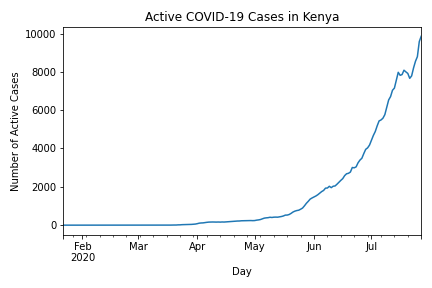 Active COVID-19 Cases in Kenya
Number of Active Cases
10000
8000
6000
4000
2000
0
Feb Mar Apr May Jun Jul
2020
Day